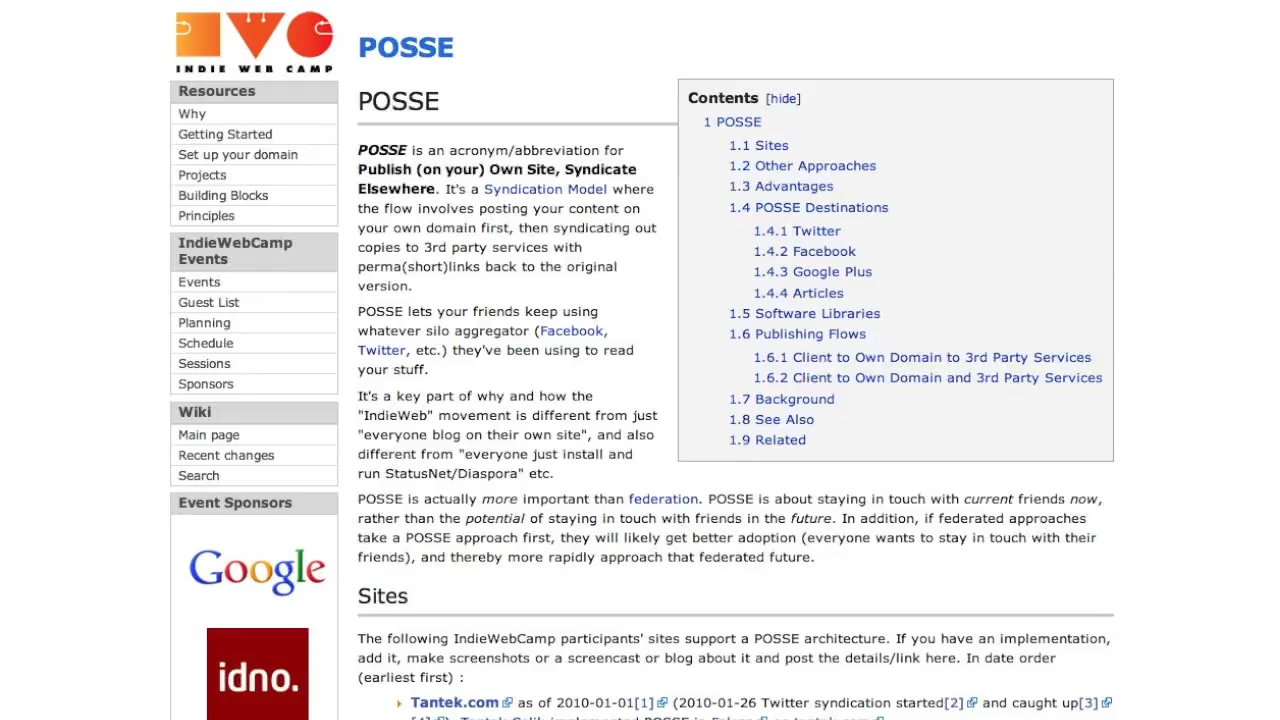 INDIE WEB CAMP
POSSE
Resources
Why
Getting Started
Set up your domain
Projects
Building Blocks
Principles
IndieWebCamp
Events
Events
Guest List
Planning
Schedule
Sessions
Sponsors
Wiki
Main page
Recent changes
Search
Event Sponsors
Google
idno.
POSSE
POSSE is an acronym/abbreviation for
Publish (on your) Own Site, Syndicate
Elsewhere. It's a Syndication Model where
the flow involves posting your content on
your own domain first, then syndicating out
copies to 3rd party services with
perma(short)links back to the original
version.
POSSE lets your friends keep using
whatever silo aggregator (Facebook,
Twitter, etc.) they've been using to read
your stuff.
It's a key part of why and how the
"IndieWeb" movement is different from just
"everyone blog on their own site", and also
different from "everyone just install and
run StatusNet/Diaspora" etc.
Contents [hide]
1 POSSE
1.1 Sites
1.2 Other Approaches
1.3 Advantages
1.4 POSSE Destinations
1.4.1 Twitter
1.4.2 Facebook
1.4.3 Google Plus
1.4.4 Articles
1.5 Software Libraries
1.6 Publishing Flows
1.6.1 Client to Own Domain to 3rd Party Services
1.6.2 Client to Own Domain and 3rd Party Services
1.7 Background
1.8 See Also
1.9 Related
POSSE is actually more important than federation. POSSE is about staying in touch with current friends now,
rather than the potential of staying in touch with friends in the future. In addition, if federated approaches
take a POSSE approach first, they will likely get better adoption (everyone wants to stay in touch with their
friends), and thereby more rapidly approach that federated future.
Sites
The following IndieWebCamp participants' sites support a POSSE architecture. If you have an implementation,
add it, make screenshots or a screencast or blog about it and post the details/link here. In date order
(earliest first) :
Tantek.com as of 2010-01-01[1] (2010-01-26 Twitter syndication started[2] and caught up[3]